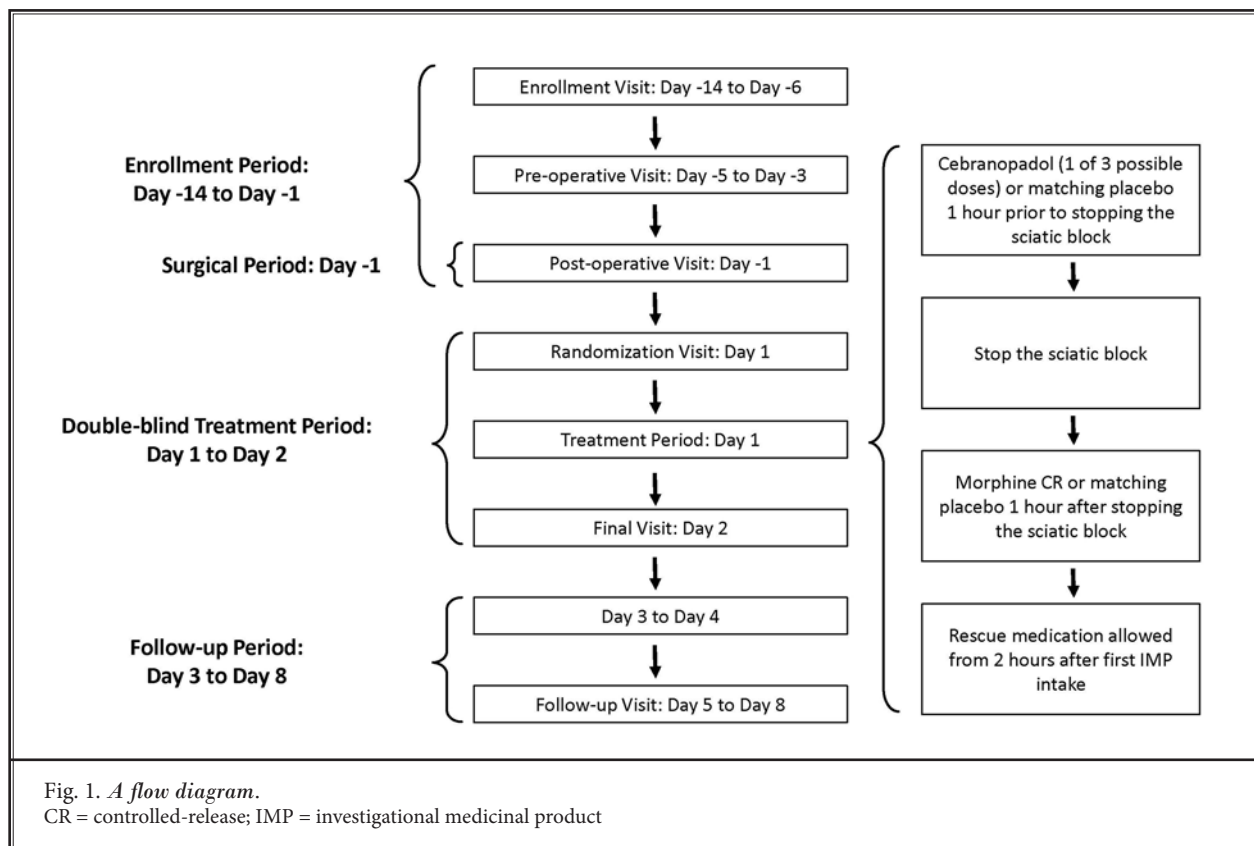 Enrollment Period:
Day -14 to Day -1
Enrollment Visit: Day -14 to Day -6
Pre-operative Visit: Day -5 to Day -3
Surgical Period: Day -1
Post-operative Visit: Day -1
Double-blind Treatment Period:
Day 1 to Day 2
Randomization Visit: Day 1
Treatment Period: Day 1
Final Visit: Day 2
Follow-up Period:
Day 3 to Day 8
Day 3 to Day 4
Follow-up Visit: Day 5 to Day 8
Cebranopadol (1 of 3 possible
doses) or matching placebo
1 hour prior to stopping the
sciatic block
Stop the sciatic block
Morphine CR or matching
placebo 1 hour after stopping
the sciatic block
Rescue medication allowed
from 2 hours after first IMP
intake
Fig. 1. A flow diagram.
CR = controlled-release; IMP = investigational medicinal product